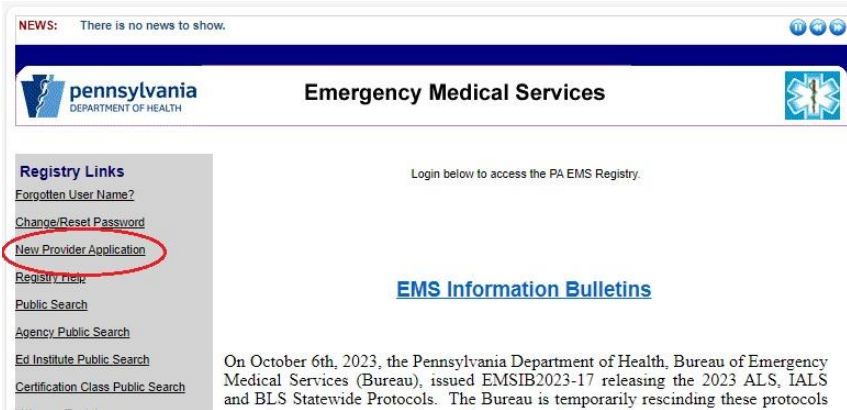 NEWS: There is no news to show.
pennsylvania
DEPARTMENT OF HEALTH
Emergency Medical Services
Registry Links
Forgotten User Name?
Change/Reset Password
New Provider Application
Registry Help
Public Search
Agency Public Search
Ed Institute Public Search
Certification Class Public Search
Login below to access the PA EMS Registry.
EMS Information Bulletins
On October 6th, 2023, the Pennsylvania Department of Health, Bureau of Emergency
Medical Services (Bureau), issued EMSIB2023-17 releasing the 2023 ALS, IALS
and BLS Statewide Protocols. The Bureau is temporarily rescinding these protocols